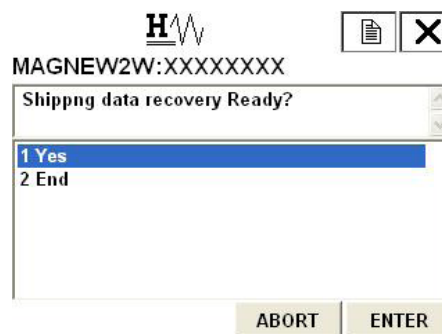 H
MAGNEW2W:XXXXXXXX
Shippng data recovery Ready?
1 Yes
2 End
ABORT ENTER